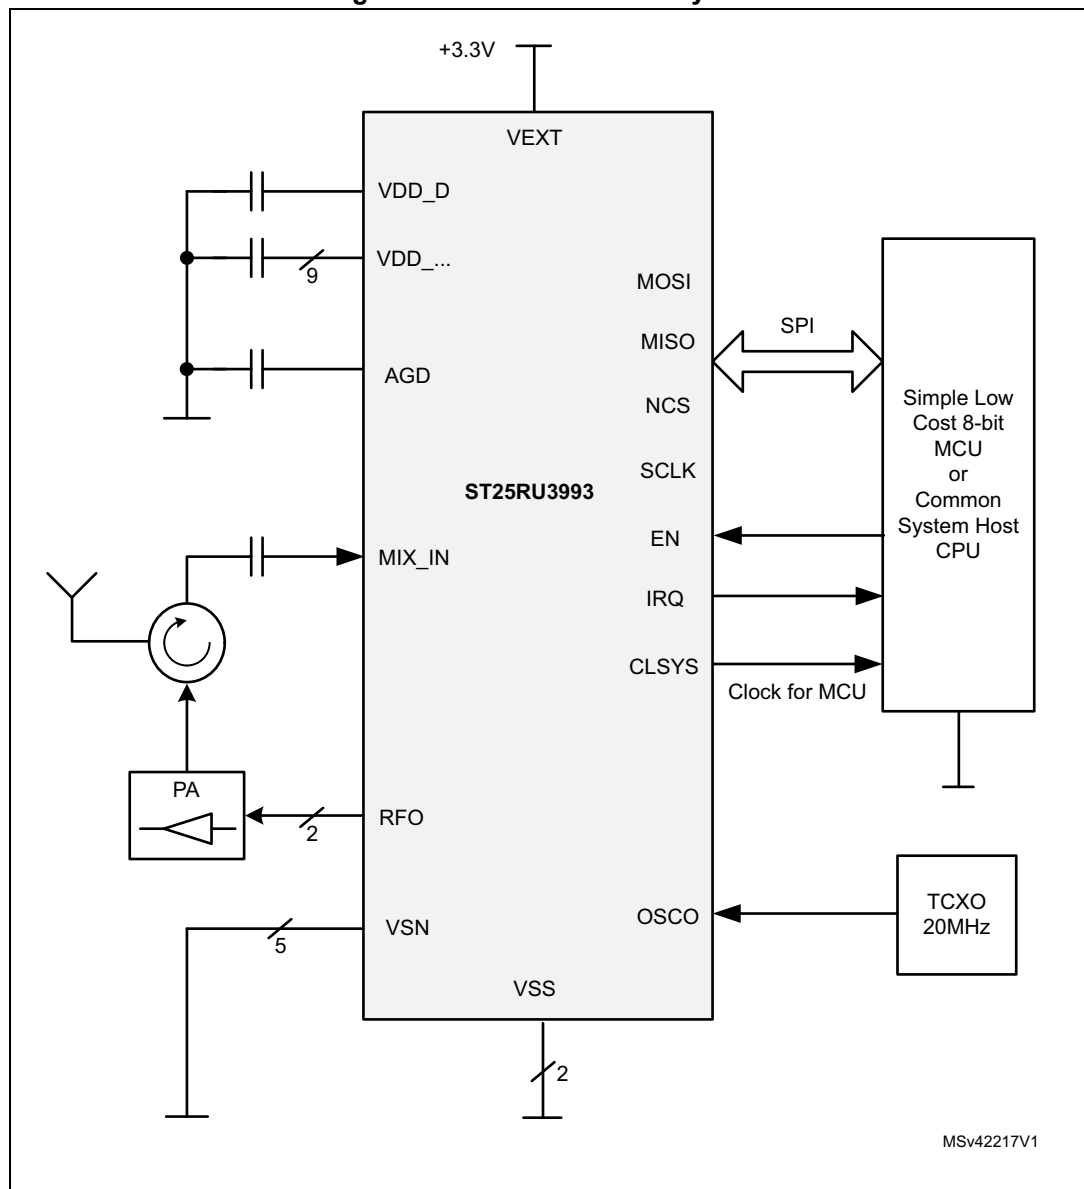 +3.3V
VEXT
VDD_D
VDD_...
9
AGD
MOSI
MISO
NCS
SCLK
SPI
ST25RU3993
Simple Low
Cost 8-bit
MCU
or
Common
System Host
CPU
MIX_IN
EN
IRQ
CLSYS
Clock for MCU
PA
RFO
2
VSN
5
OSCO
TCXO
20MHz
VSS
2
MSv42217V1